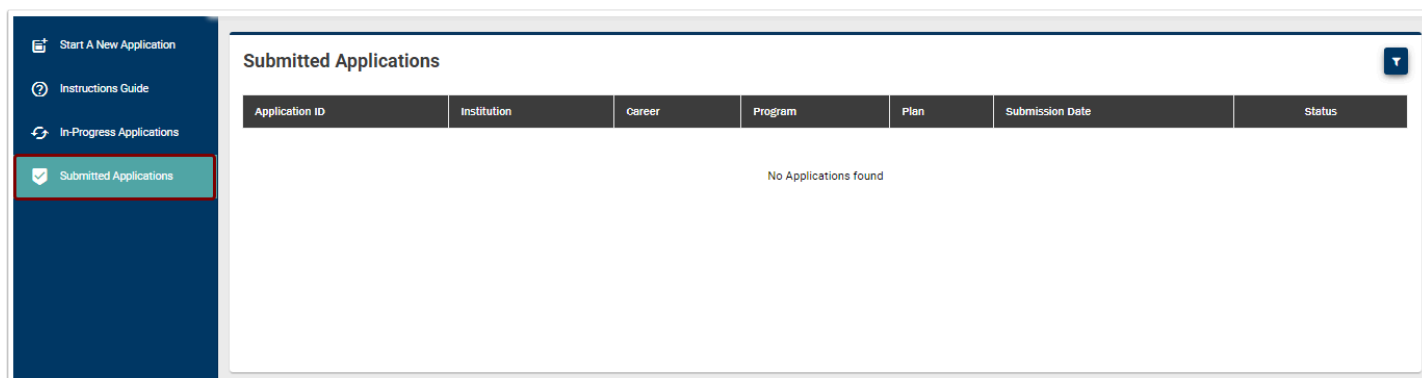 Start A New Application
Instructions Guide
In-Progress Applications
Submitted Applications
Submitted Applications
Application ID Institution Career Program Plan Submission Date Status
No Applications found